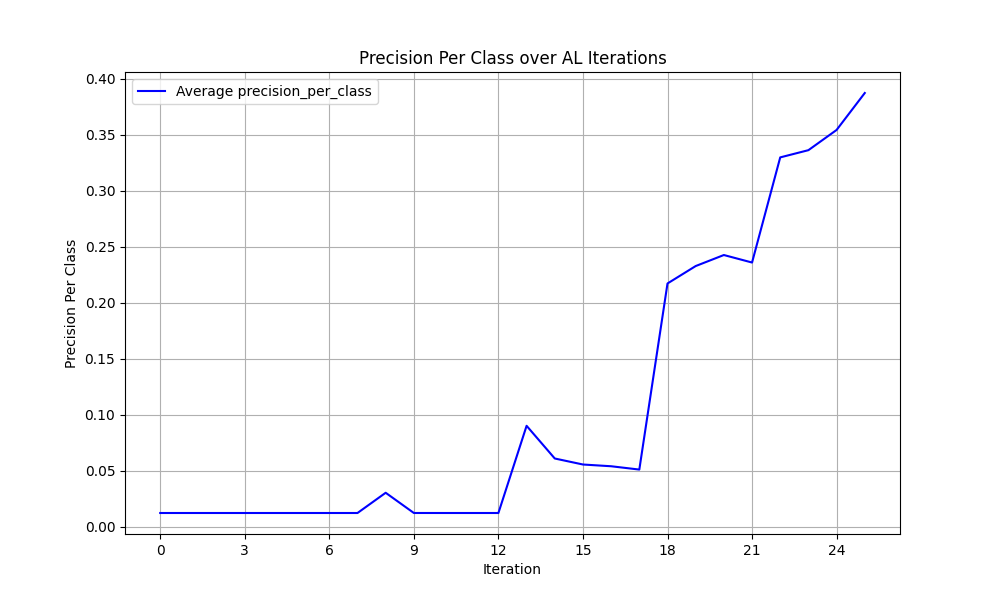 Precision Per Class over AL Iterations
Average precision_per_class
0.40
0.35
0.30
0.25
0.20
0.15
0.10
0.05
0.00
Precision Per Class
0 3 6 9 12 15 18 21 24
Iteration